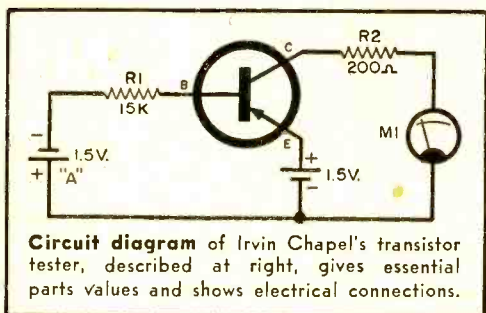 C
R2
200Ω
R1
15K
B
M1
E
-
1.5V.
+
"A"
+
1.5V.
-
Circuit diagram of Irvin Chapel's transistor
tester, described at right, gives essential
parts values and shows electrical connections.